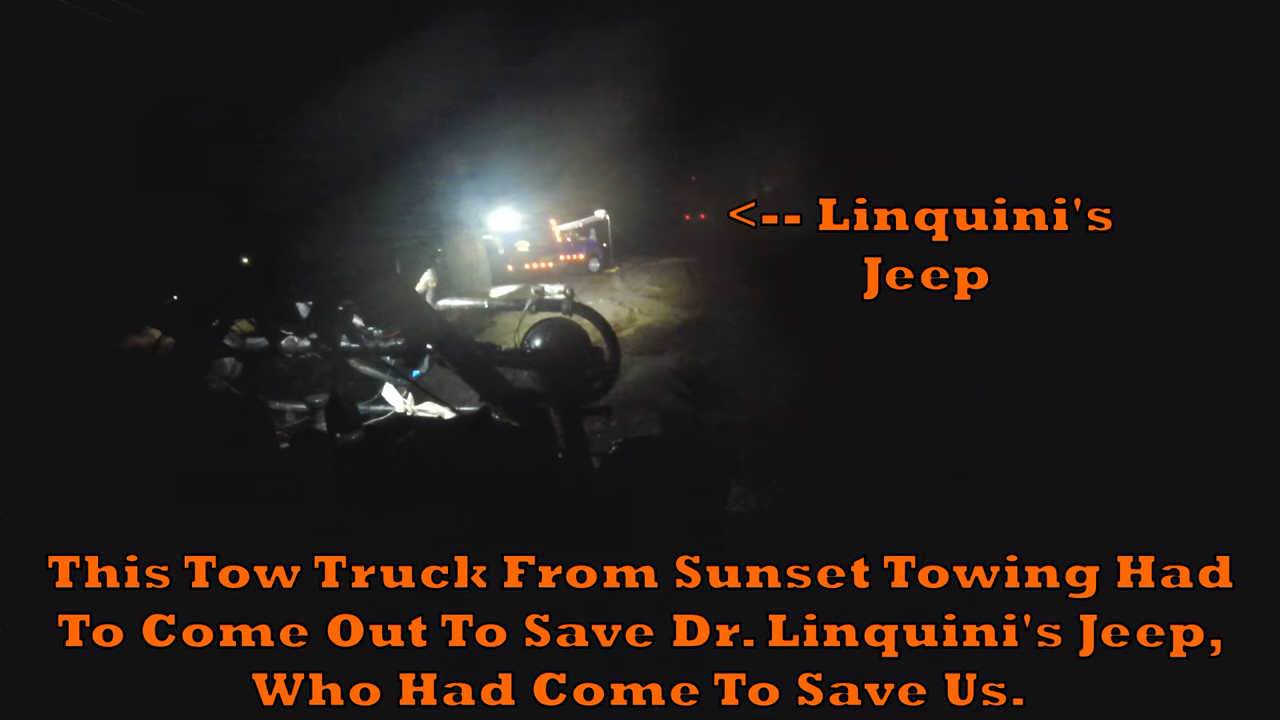 <-- Linquini's
Jeep
This Tow Truck From Sunset Towing Had
To Come Out To Save Dr. Linquini's Jeep,
Who Had Come To Save Us.